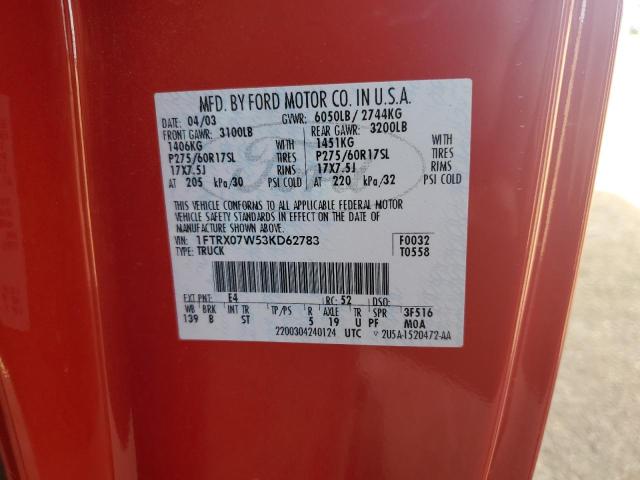 MFD. BY FORD MOTOR CO. IN U.S.A.
DATE: 04/03 GVWR: 6050LB/ 2744KG
FRONT GAWR: 3100LB REAR GAWR: 3200LB
1406KG WITH 1451KG WITH
P275/60R17SL TIRES P275/60R17SL TIRES
17X7.5J RIMS 17X7.5J RIMS
AT 205 kPa/30 PSI COLD AT 220 kPa/32 PSI COLD
Ford
THIS VEHICLE CONFORMS TO ALL APPLICABLE FEDERAL MOTOR
VEHICLE SAFETY AND BUMPER
STANDARDS IN EFFECT ON THE DATE OF
MANUFACTURE SHOWN ABOVE.
VIN: 1FTRX07W53KD62783 F0032
TYPE: TRUCK T0558
EXT PNT: E4 RC: 52 DSO:
WB BRK INT TR TP/PS R AXLE TR SPR 3F516
139 B ST 5 19 U PF MOA
2200304240124 UTC V 2U5A-1520472-AA